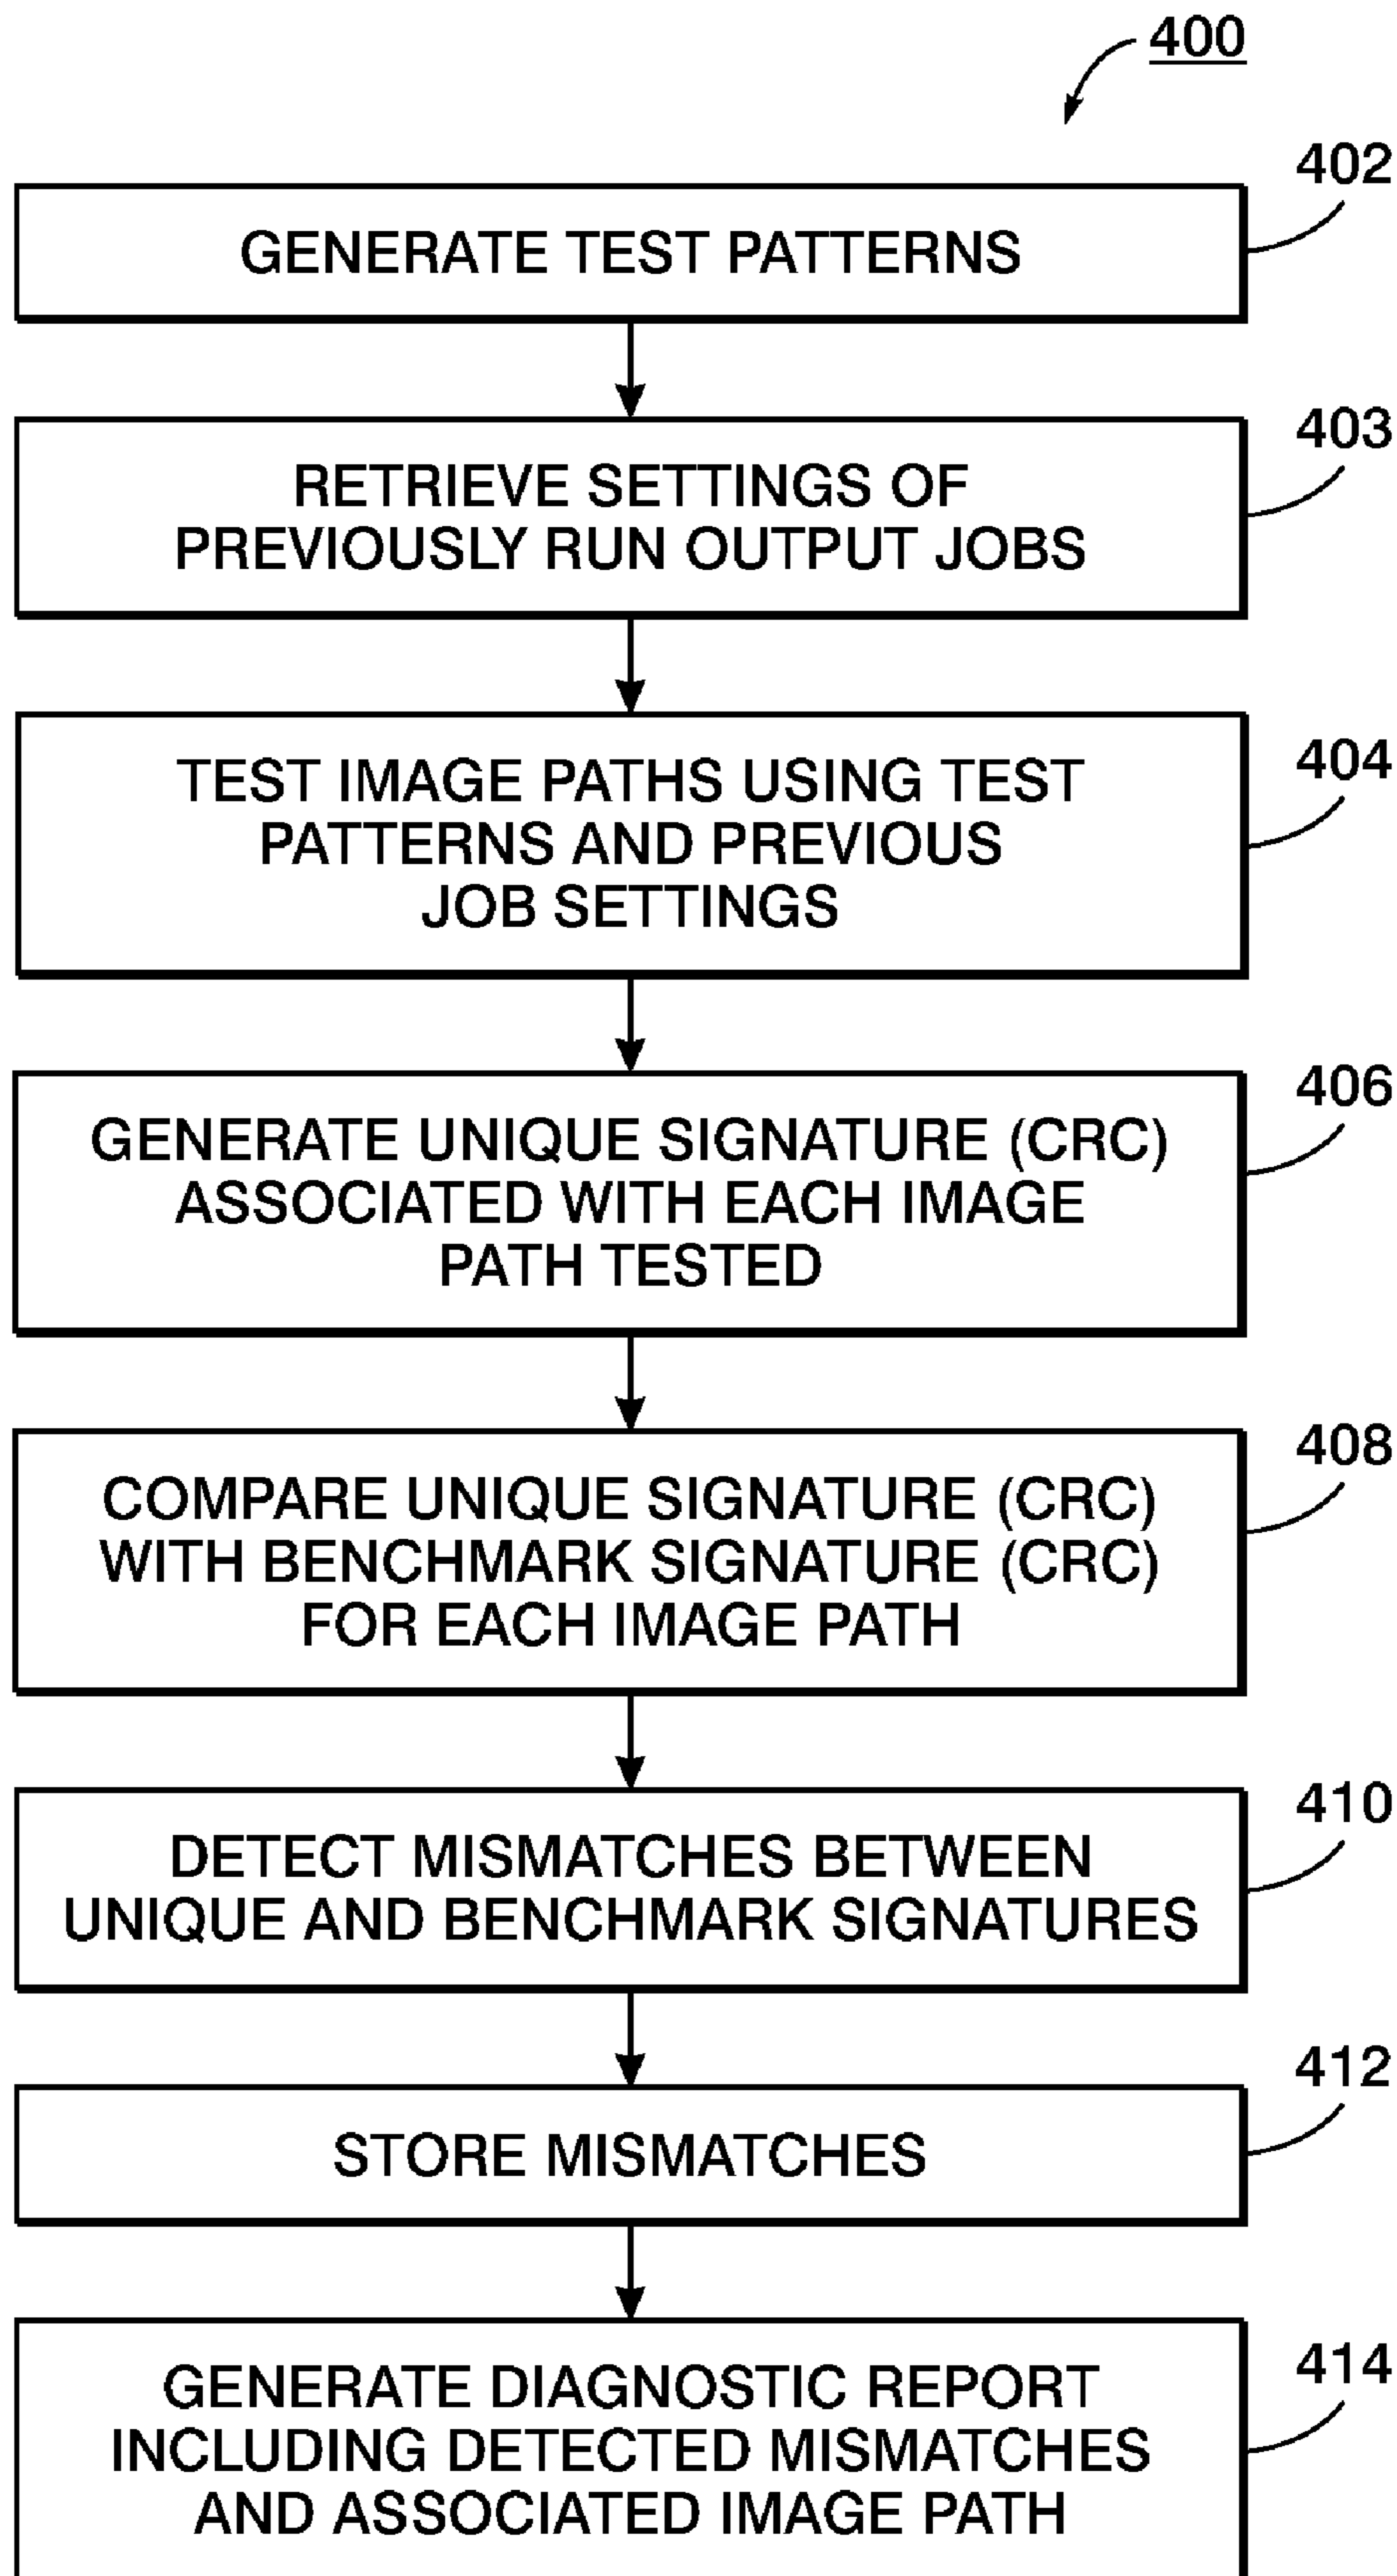 400
402
GENERATE TEST PATTERNS
403
RETRIEVE SETTINGS OF
PREVIOUSLY RUN OUTPUT JOBS
404
TEST IMAGE PATHS USING TEST
PATTERNS AND PREVIOUS
JOB SETTINGS
406
GENERATE UNIQUE SIGNATURE (CRC)
ASSOCIATED WITH EACH IMAGE
PATH TESTED
408
COMPARE UNIQUE SIGNATURE (CRC)
WITH BENCHMARK SIGNATURE (CRC)
FOR EACH IMAGE PATH
410
DETECT MISMATCHES BETWEEN
UNIQUE AND BENCHMARK SIGNATURES
412
STORE MISMATCHES
414
GENERATE DIAGNOSTIC REPORT
INCLUDING DETECTED MISMATCHES
AND ASSOCIATED IMAGE PATH